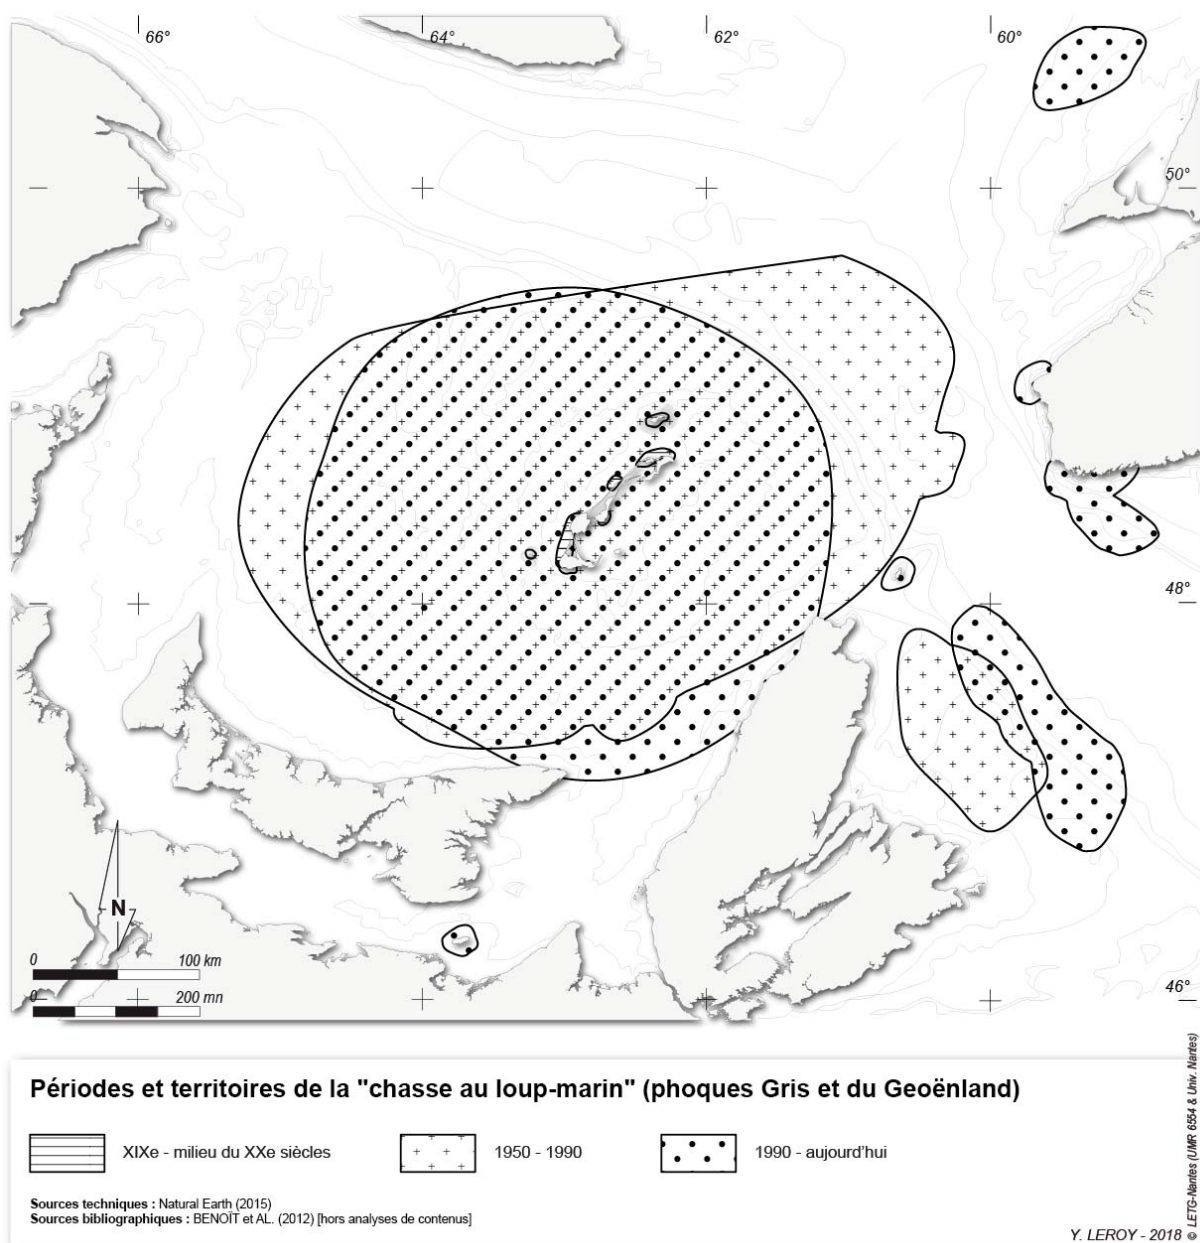 66°
64°
62°
60°
50°
48°
46°
N
0 100 km
0 200 mn
Périodes et territoires de la "chasse au loup-marin" (phoques Gris et du Geoënland)
XIXe - milieu du XXe siècles
1950 - 1990
1990 - aujourd'hui
Sources techniques : Natural Earth (2015)
Sources bibliographiques : BENOÎT et AL. (2012) [hors analyses de contenus]
Y. LEROY - 2018
© LETG-Nantes (UMR 6554 & Univ. Nantes)